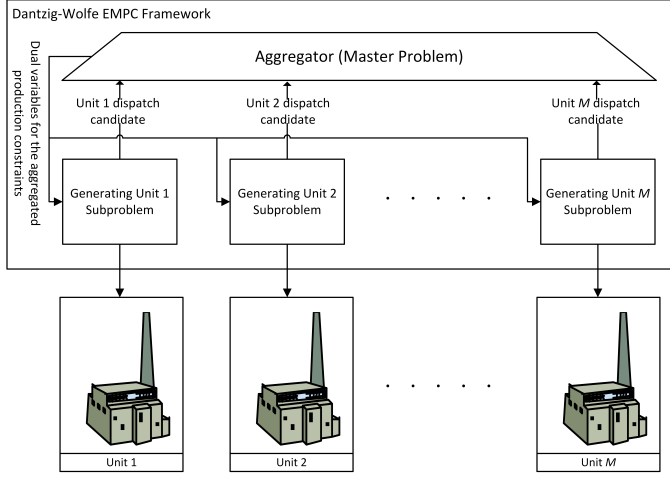 Dantzig-Wolfe EMPC Framework
Aggregator (Master Problem)
Dual variables for the aggregated
production constraints
Unit 1 dispatch
candidate
Unit 2 dispatch
candidate
Unit M dispatch
candidate
Generating Unit 1
Subproblem
Generating Unit 2
Subproblem
Generating Unit M
Subproblem
Unit 1
Unit 2
Unit M